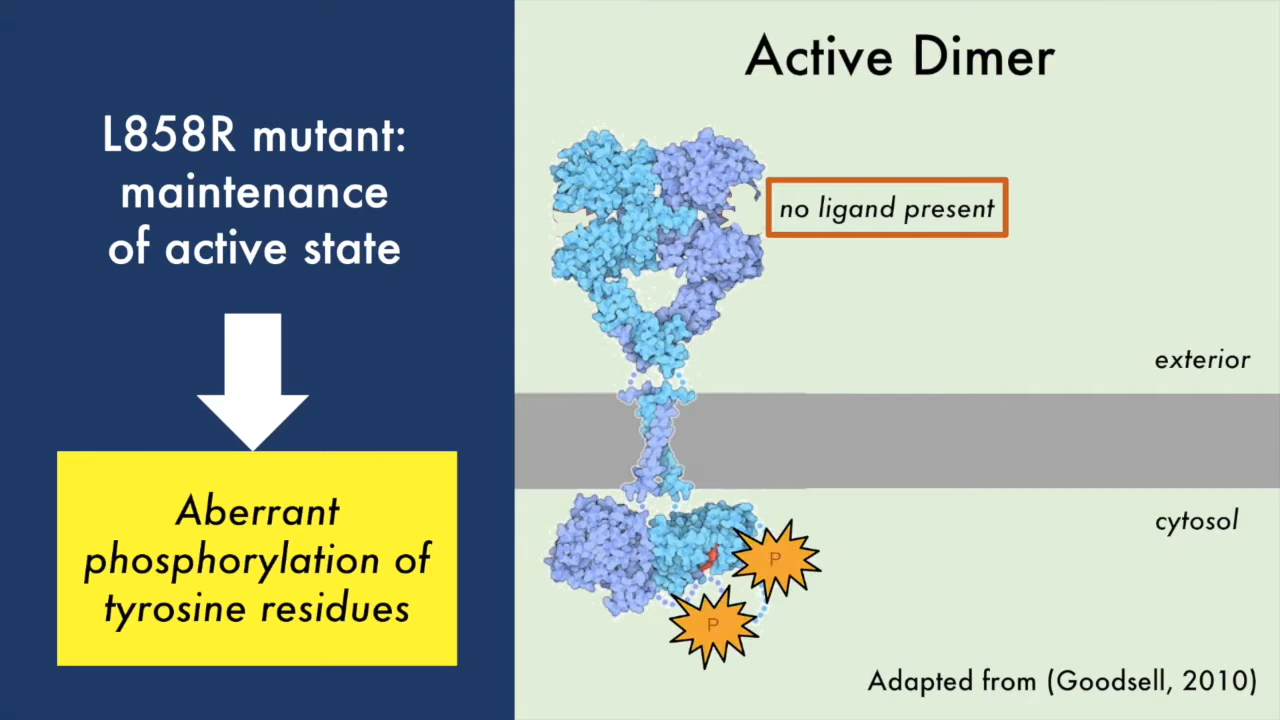 L858R mutant:
maintenance
of active state
Aberrant
phosphorylation of
tyrosine residues
Active Dimer
no ligand present
exterior
cytosol
P
P
Adapted from (Goodsell, 2010)